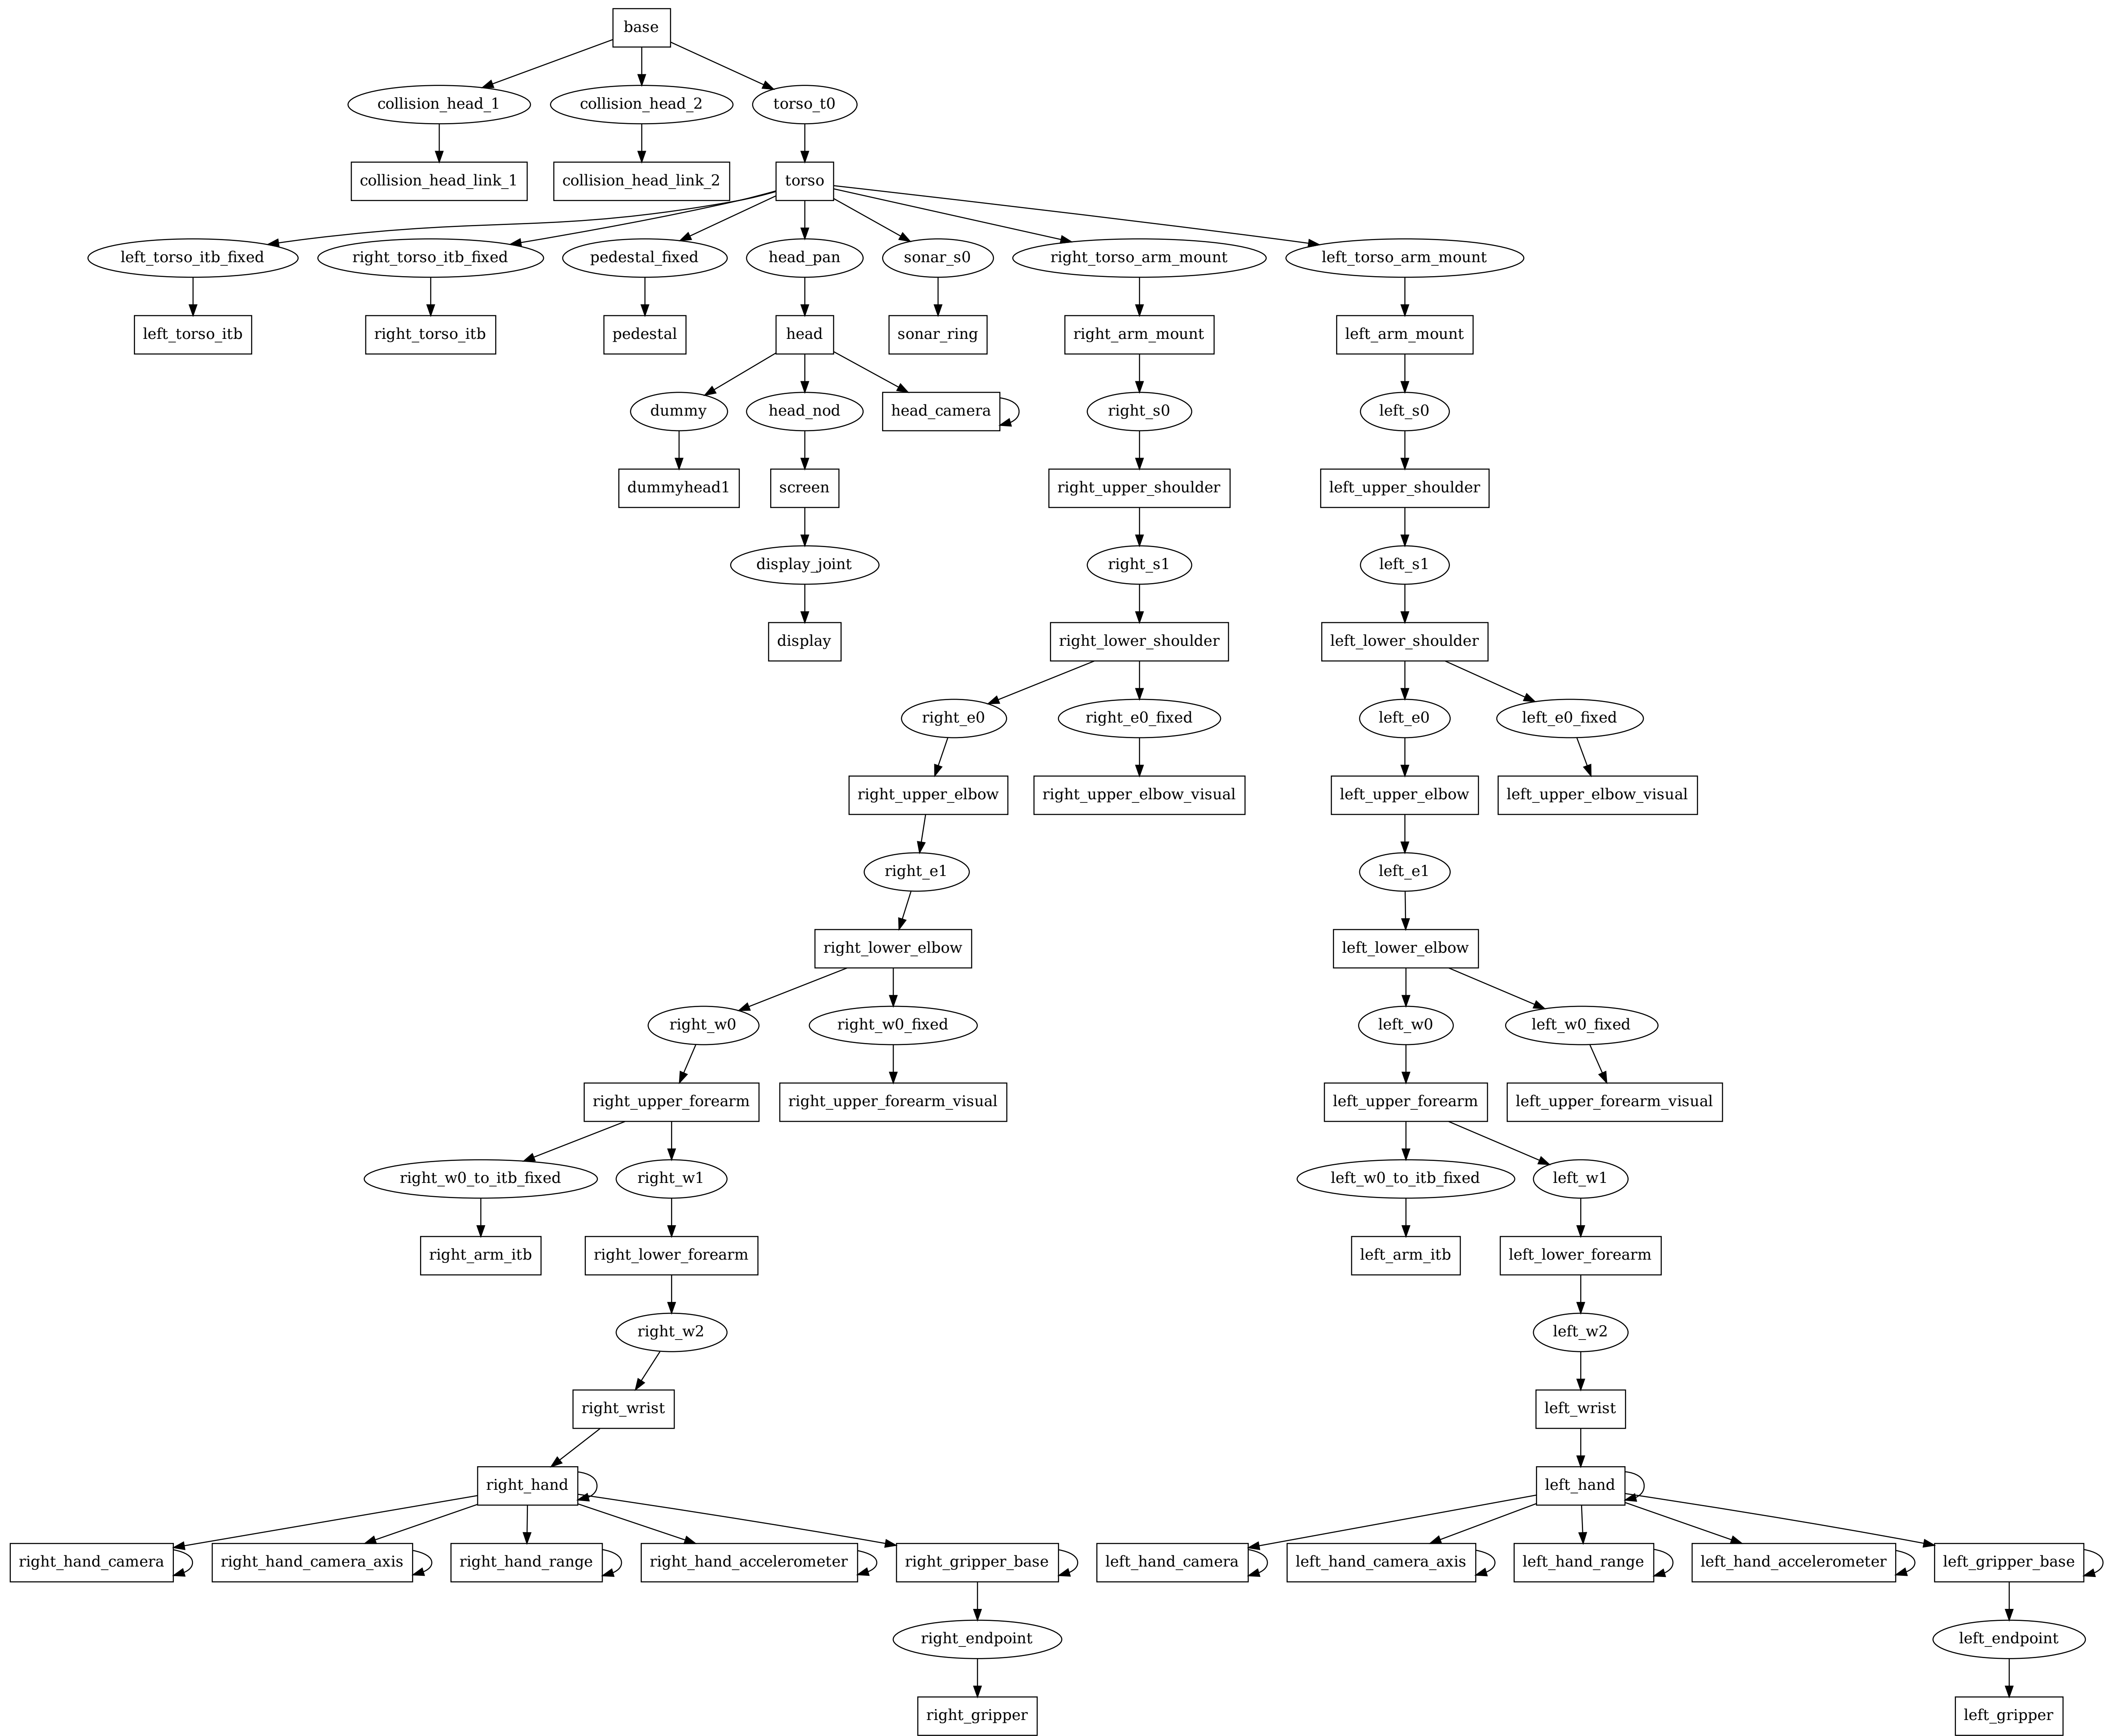 base
collision_head_1
collision_head_2
torso_t0
collision_head_link_1
collision_head_link_2
torso
left_torso_itb_fixed
right_torso_itb_fixed
pedestal_fixed
head_pan
sonar_s0
right_torso_arm_mount
left_torso_arm_mount
left_torso_itb
right_torso_itb
pedestal
head
sonar_ring
right_arm_mount
left_arm_mount
dummy
head_nod
head_camera
right_s0
left_s0
dummyhead1
screen
right_upper_shoulder
left_upper_shoulder
display_joint
right_s1
left_s1
display
right_lower_shoulder
left_lower_shoulder
right_e0
right_e0_fixed
left_e0
left_e0_fixed
right_upper_elbow
right_upper_elbow_visual
left_upper_elbow
left_upper_elbow_visual
right_e1
left_e1
right_lower_elbow
left_lower_elbow
right_w0
right_w0_fixed
left_w0
left_w0_fixed
right_upper_forearm
right_upper_forearm_visual
left_upper_forearm
left_upper_forearm_visual
right_w0_to_itb_fixed
right_w1
left_w0_to_itb_fixed
left_w1
right_arm_itb
right_lower_forearm
left_arm_itb
left_lower_forearm
right_w2
left_w2
right_wrist
left_wrist
right_hand
left_hand
right_hand_camera
right_hand_camera_axis
right_hand_range
right_hand_accelerometer
right_gripper_base
left_hand_camera
left_hand_camera_axis
left_hand_range
left_hand_accelerometer
left_gripper_base
right_endpoint
left_endpoint
right_gripper
left_gripper